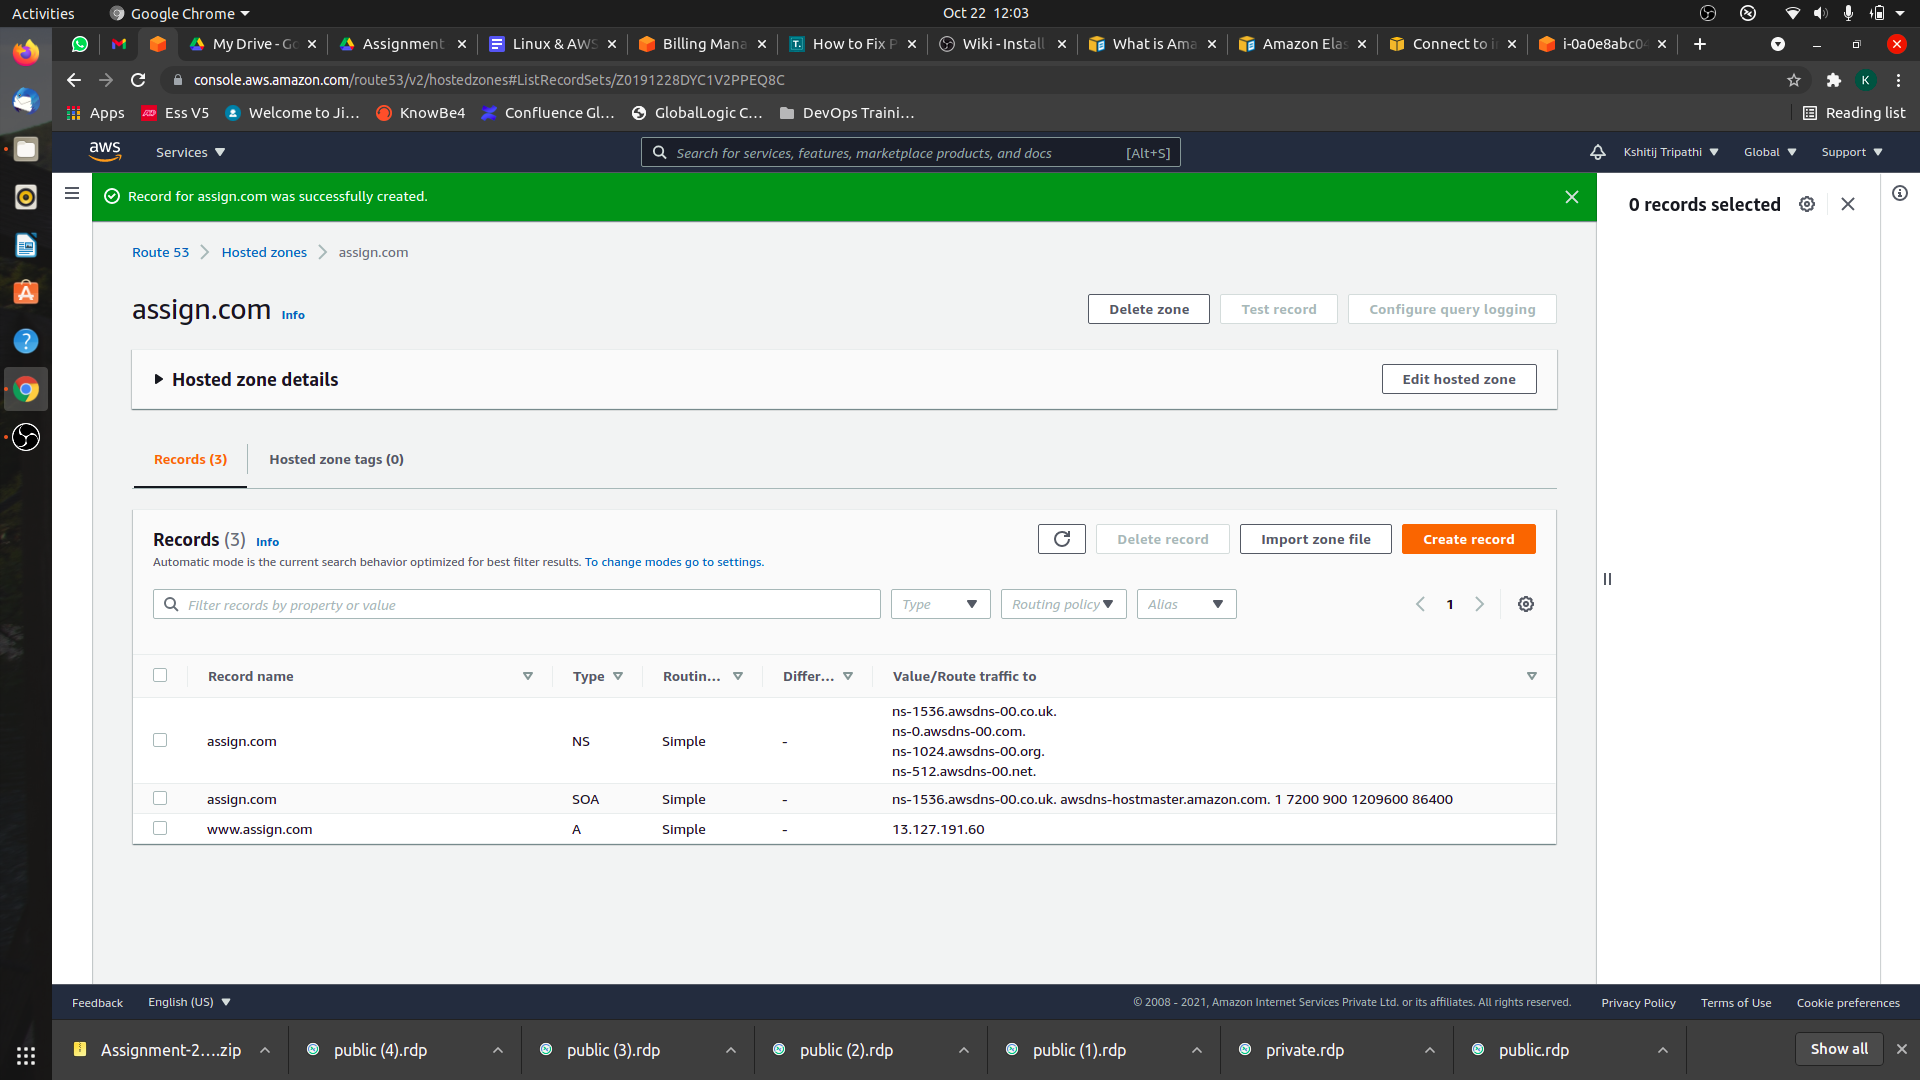 Activities
Google Chrome
Oct 22 12:03
My Drive - Go
Assignment
Linux & AWS
Billing Mana
How to Fix P
Wiki - Install
What is Ama
Amazon Elas
Connect to i
i-0a0e8abc04
console.aws.amazon.com/route53/v2/hostedzones#ListRecordSets/Z0191228DYC1V2PPEQ8C
K
Apps
Ess V5
Welcome to Ji...
KnowBe4
Confluence Gl...
GlobalLogic C...
DevOps Traini...
Reading list
aws
Services
Search for services, features, marketplace products, and docs
[Alt+S]
Kshitij Tripathi
Global
Support
Record for assign.com was successfully created.
0 records selected
Route 53
Hosted zones
assign.com
assign.com
Info
Delete zone
Test record
Configure query logging
Hosted zone details
Edit hosted zone
Records (3)
Hosted zone tags (0)
Records (3)
Info
Delete record
Import zone file
Create record
Automatic mode is the current search behavior optimized for best filter results. To change modes go to settings.
Filter records by property or value
Type
Routing policy
Alias
1
Record name
Type
Routin...
Differ...
Value/Route traffic to
assign.com
NS
Simple
-
ns-1536.awsdns-00.co.uk.
ns-0.awsdns-00.com.
ns-1024.awsdns-00.org.
ns-512.awsdns-00.net.
assign.com
SOA
Simple
-
ns-1536.awsdns-00.co.uk. awsdns-hostmaster.amazon.com. 1 7200 900 1209600 86400
www.assign.com
A
Simple
-
13.127.191.60
Feedback
English (US)
© 2008 - 2021, Amazon Internet Services Private Ltd. or its affiliates. All rights reserved.
Privacy Policy
Terms of Use
Cookie preferences
Assignment-2....zip
public (4).rdp
public (3).rdp
public (2).rdp
public (1).rdp
private.rdp
public.rdp
Show all